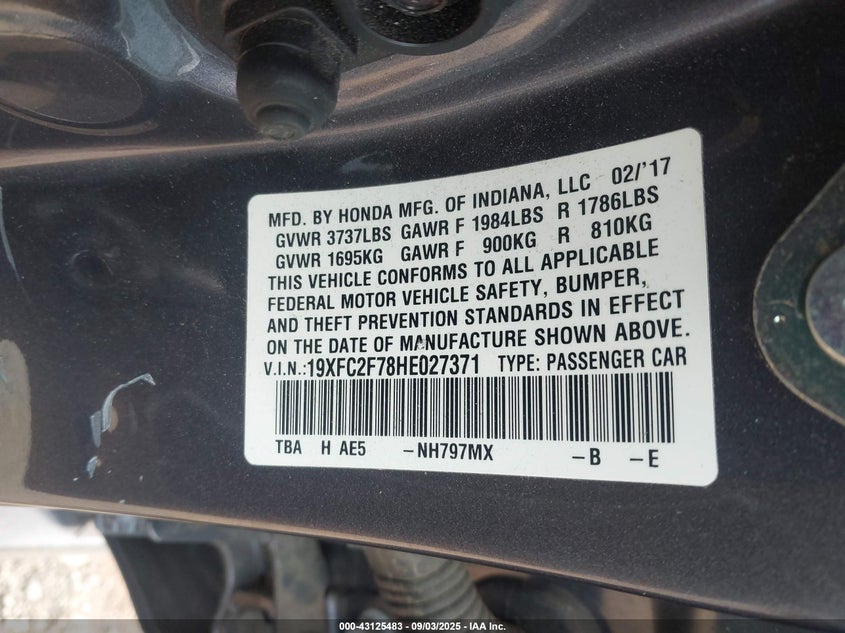 MFD. BY HONDA MFG. OF INDIANA, LLC 02/'17
GVWR 3737LBS GAWR F 1984LBS R 1786LBS
GVWR 1695KG GAWR F 900KG R 810KG
THIS VEHICLE CONFORMS TO ALL APPLICABLE
FEDERAL MOTOR VEHICLE SAFETY, BUMPER,
AND THEFT PREVENTION STANDARDS IN EFFECT
ON THE DATE OF MANUFACTURE SHOWN ABOVE.
V.I.N.:19XFC2F78HE027371 TYPE: PASSENGER CAR
TBA H AE5 –NH797MX –B –E
000-43125483 - 09/03/2025 - IAA Inc.